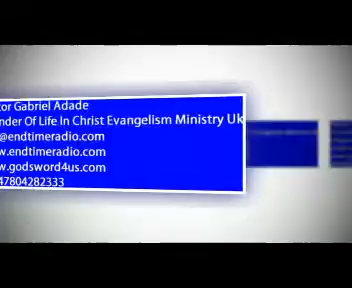 tor Gabriel Adade
nder Of Life In Christ Evangelism Ministry Uk
@endtimeradio.com
w.endtimeradio.com
w.godsword4us.com
47804282333